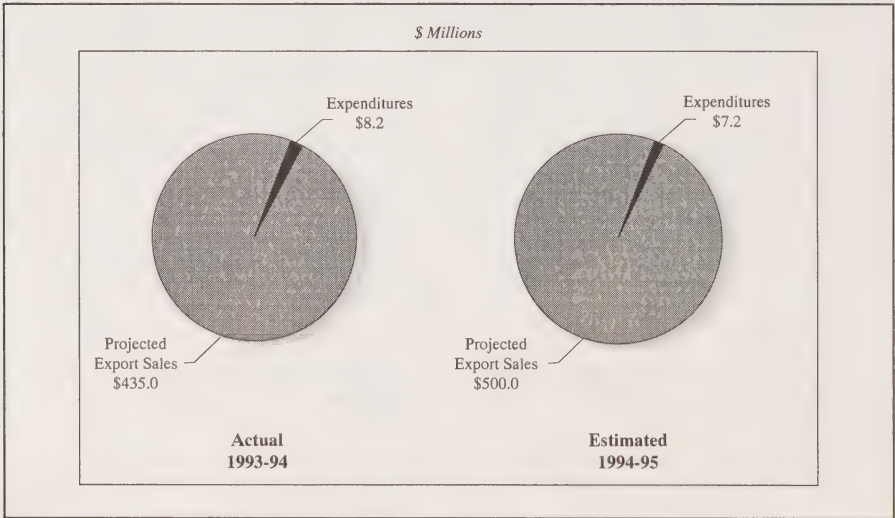 $ Millions
Expenditures
$8.2
Projected
Export Sales
$435.0
Actual
1993-94
Expenditures
$7.2
Projected
Export Sales
$500.0
Estimated
1994-95